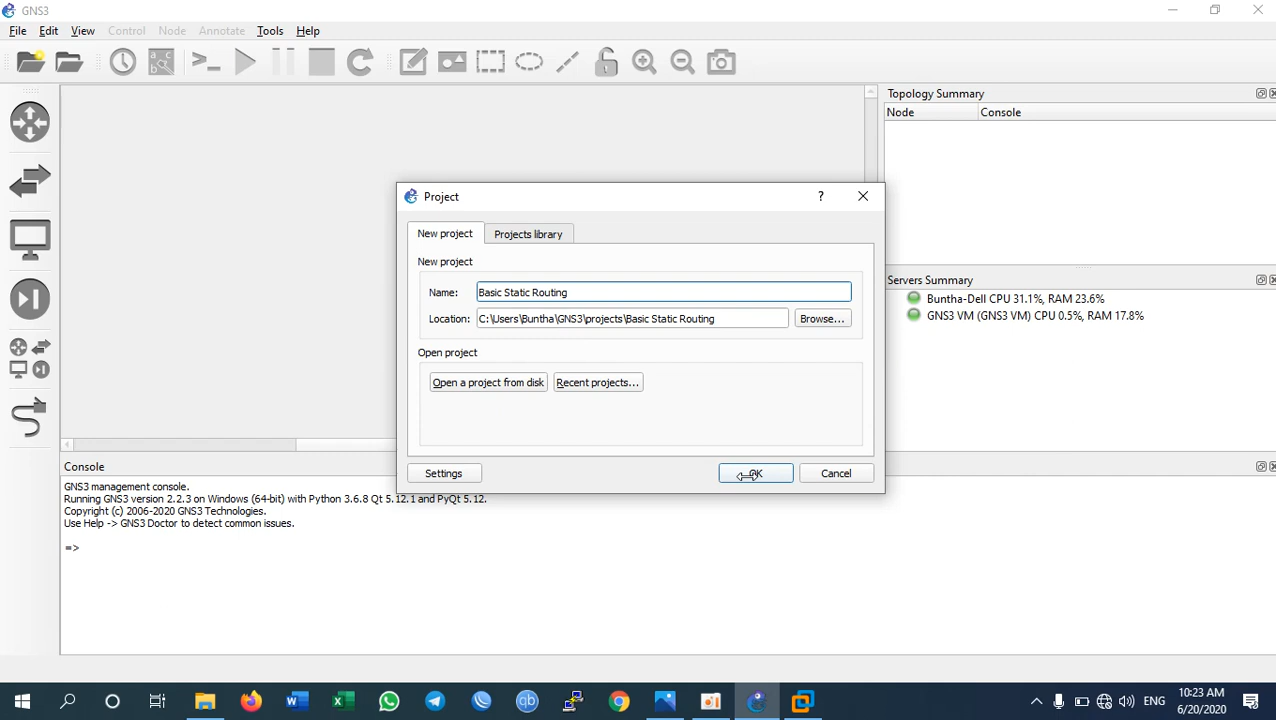 GNS3
File Edit View Control Node Annotate Tools Help
Topology Summary
Node Console
Project
New project Projects library
New project
Name: Basic Static Routing
Location: C:\Users\Buntha\GNS3\projects\Basic Static Routing Browse...
Open project
Open a project from disk Recent projects...
Settings OK Cancel
Servers Summary
Buntha-Dell CPU 31.1%, RAM 23.6%
GNS3 VM (GNS3 VM) CPU 0.5%, RAM 17.8%
Console
GNS3 management console.
Running GNS3 version 2.2.3 on Windows (64-bit) with Python 3.6.8 Qt 5.12.1 and PyQt 5.12.
Copyright (c) 2006-2020 GNS3 Technologies.
Use Help -> GNS3 Doctor to detect common issues.
=>
ENG
10:23 AM
6/20/2020